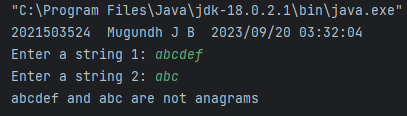 "C:\Program Files\Java\jdk-18.0.2.1\bin\java.exe"
2021503524  Mugundh J B  2023/09/20 03:32:04
Enter a string 1: abcdef
Enter a string 2: abc
abcdef and abc are not anagrams